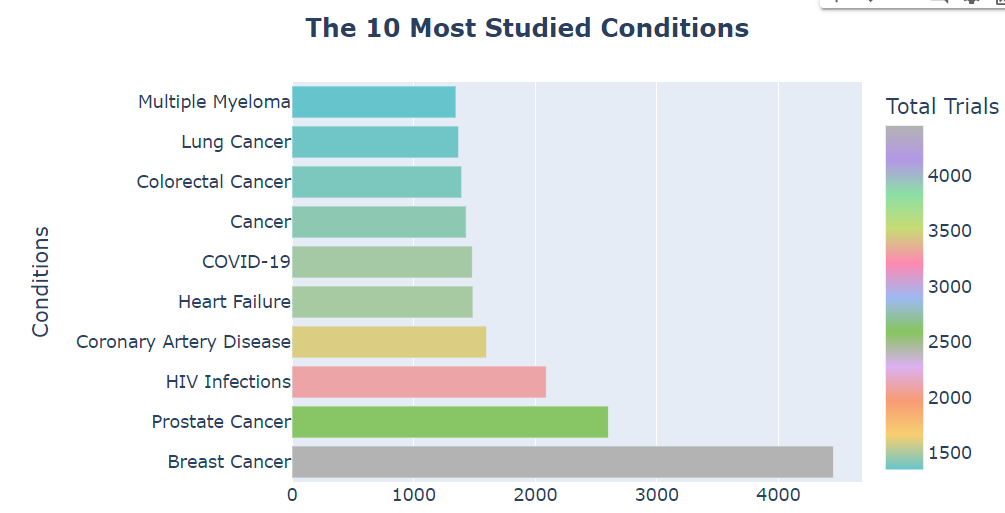 The 10 Most Studied Conditions
Total Trials
Conditions
Multiple Myeloma
Lung Cancer
Colorectal Cancer
Cancer
COVID-19
Heart Failure
Coronary Artery Disease
HIV Infections
Prostate Cancer
Breast Cancer
0 1000 2000 3000 4000
4000
3500
3000
2500
2000
1500